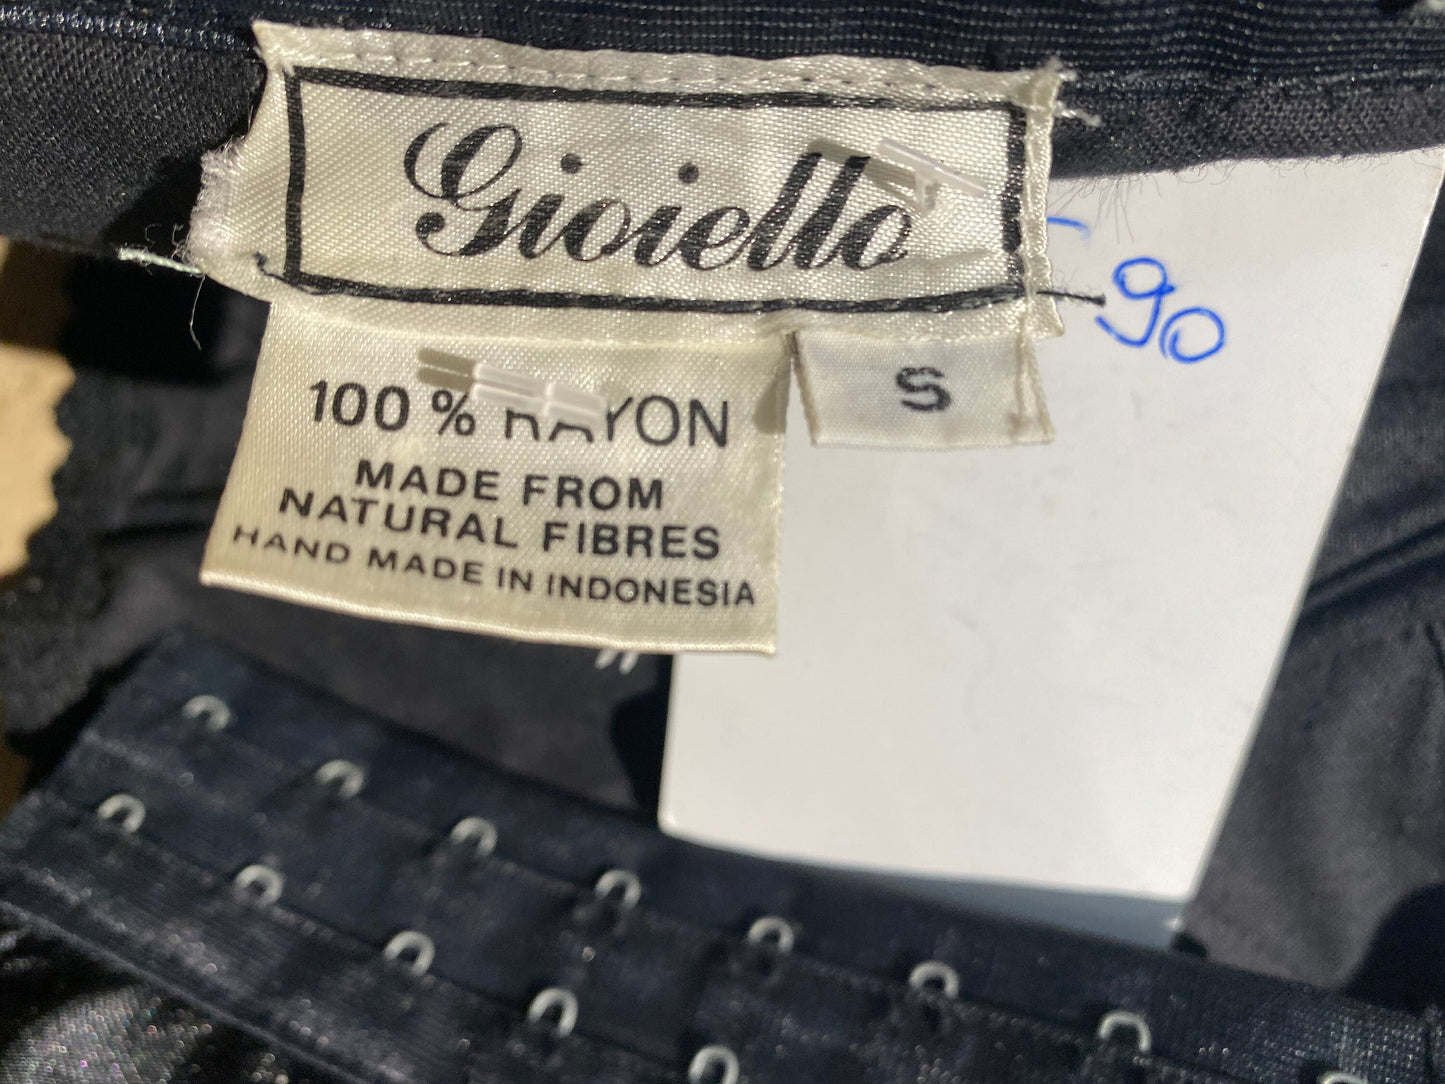 Gioiello
90
S
100% RAYON
MADE FROM
NATURAL FIBRES
HAND MADE IN INDONESIA